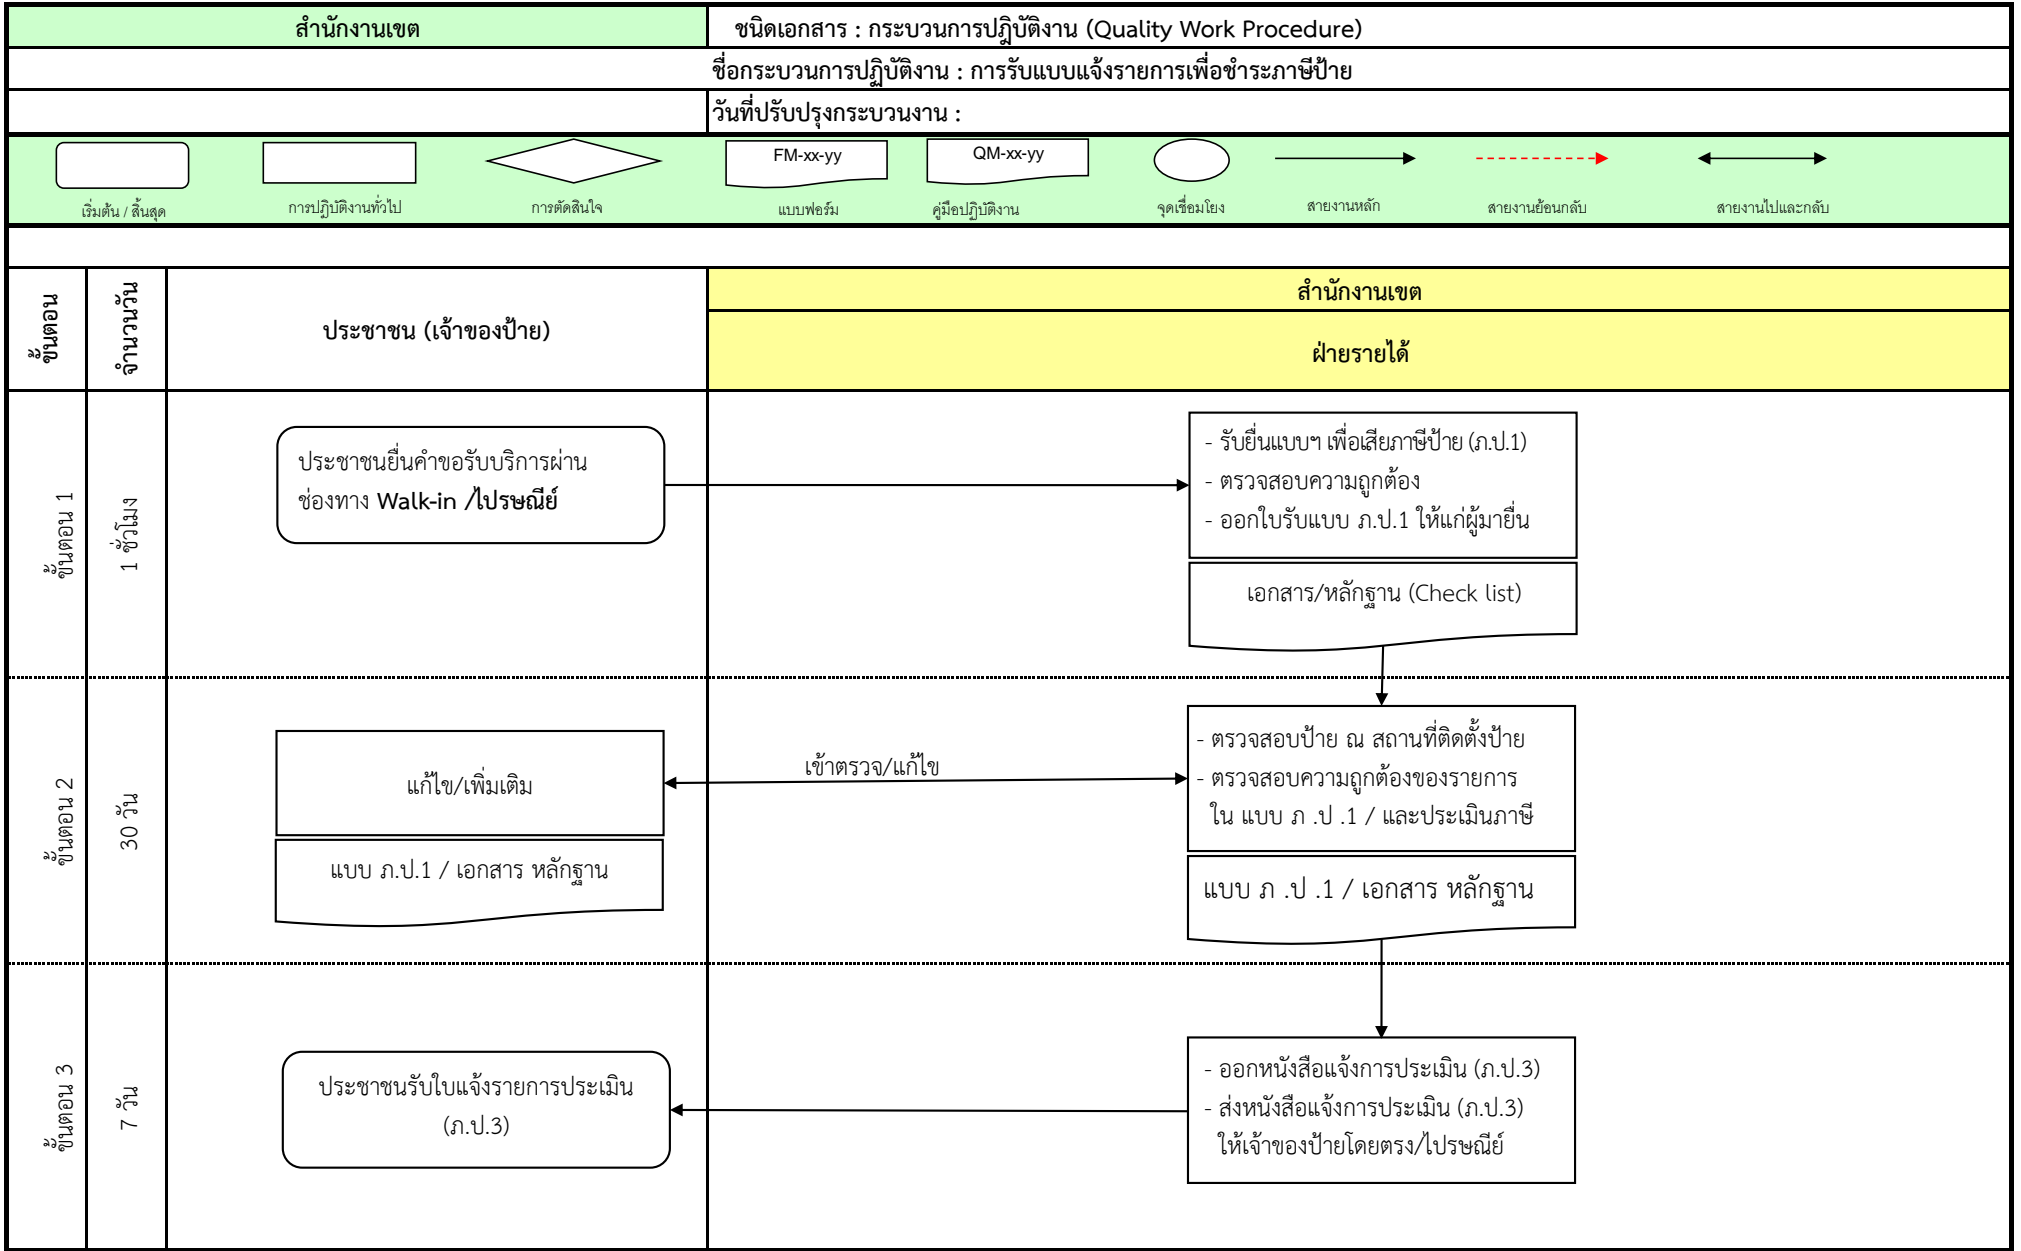 สำนักงานเขต
ชนิดเอกสาร : กระบวนการปฎิบัติงาน (Quality Work Procedure)
ชื่อกระบวนการปฏิบัติงาน : การรับแบบแจ้งรายการเพื่อชำระภาษีป้าย
วันที่ปรับปรุงกระบวนงาน :
FM-xx-yy
QM-xx-yy
เริ่มต้น / สิ้นสุด
การปฏิบัติงานทั่วไป
การตัดสินใจ
แบบฟอร์ม
คู่มือปฏิบัติงาน
จุดเชื่อมโยง
สายงานหลัก
สายงานย้อนกลับ
สายงานไปและกลับ
ขั้นตอน
จำนวนวัน
ประชาชน (เจ้าของป้าย)
สำนักงานเขต
ฝ่ายรายได้
ขั้นตอน 1
1 ชั่วโมง
ประชาชนยื่นคำขอรับบริการผ่าน
ช่องทาง Walk-in /ไปรษณีย์
- รับยื่นแบบฯ เพื่อเสียภาษีป้าย (ภ.ป.1)
- ตรวจสอบความถูกต้อง
- ออกใบรับแบบ ภ.ป.1 ให้แก่ผู้มายื่น
เอกสาร/หลักฐาน (Check list)
ขั้นตอน 2
30 วัน
แก้ไข/เพิ่มเติม
แบบ ภ.ป.1 / เอกสาร หลักฐาน
เข้าตรวจ/แก้ไข
- ตรวจสอบป้าย ณ สถานที่ติดตั้งป้าย
- ตรวจสอบความถูกต้องของรายการ
ใน แบบ ภ .ป .1 / และประเมินภาษี
แบบ ภ .ป .1 / เอกสาร หลักฐาน
ขั้นตอน 3
7 วัน
ประชาชนรับใบแจ้งรายการประเมิน
(ภ.ป.3)
- ออกหนังสือแจ้งการประเมิน (ภ.ป.3)
- ส่งหนังสือแจ้งการประเมิน (ภ.ป.3)
ให้เจ้าของป้ายโดยตรง/ไปรษณีย์